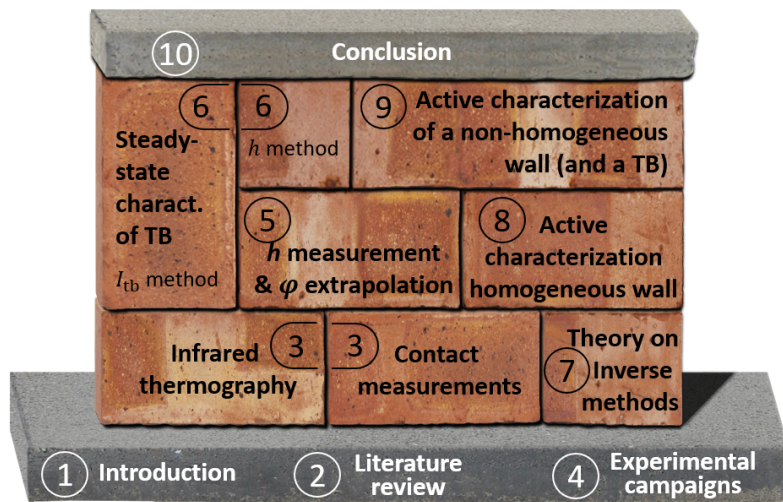 10
Conclusion
6
Steady-
state
charact.
of TB
I_tb method
6
h method
9
Active characterization
of a non-homogeneous
wall (and a TB)
5
h measurement
& φ extrapolation
8
Active
characterization
homogeneous wall
Infrared
thermography
3
3
Contact
measurements
Theory on
Inverse
methods
7
1 Introduction
2 Literature
review
4 Experimental
campaigns